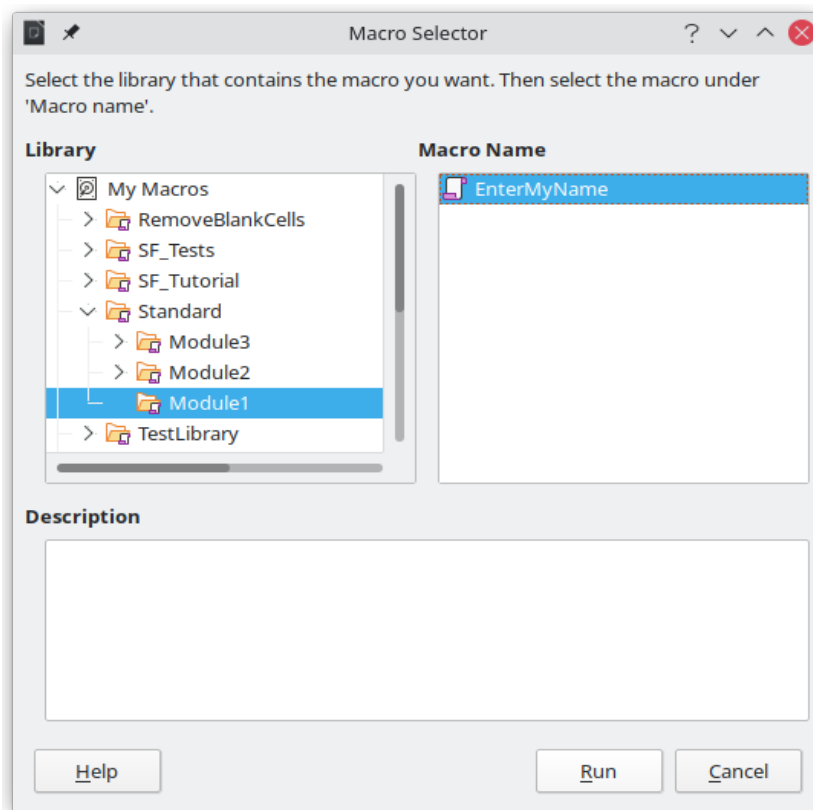 Macro Selector
Select the library that contains the macro you want. Then select the macro under
'Macro name'.
Library
Macro Name
My Macros
RemoveBlankCells
SF_Tests
SF_Tutorial
Standard
Module3
Module2
Module1
TestLibrary
EnterMyName
Description
Help
Run
Cancel